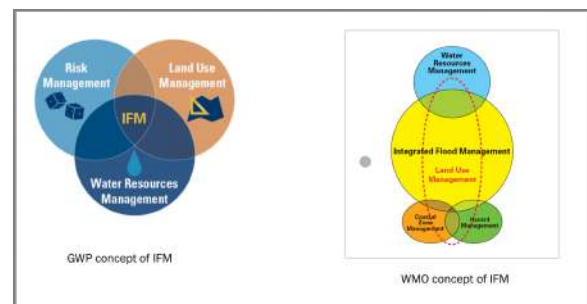 Risk
Management
Land Use
Management
IFM
Water Resources
Management
GWP concept of IFM
Water
Resources
Management
Integrated Flood Management
Land Use
Management
Coastal
Zone
Management
Hazard
Management
WMO concept of IFM